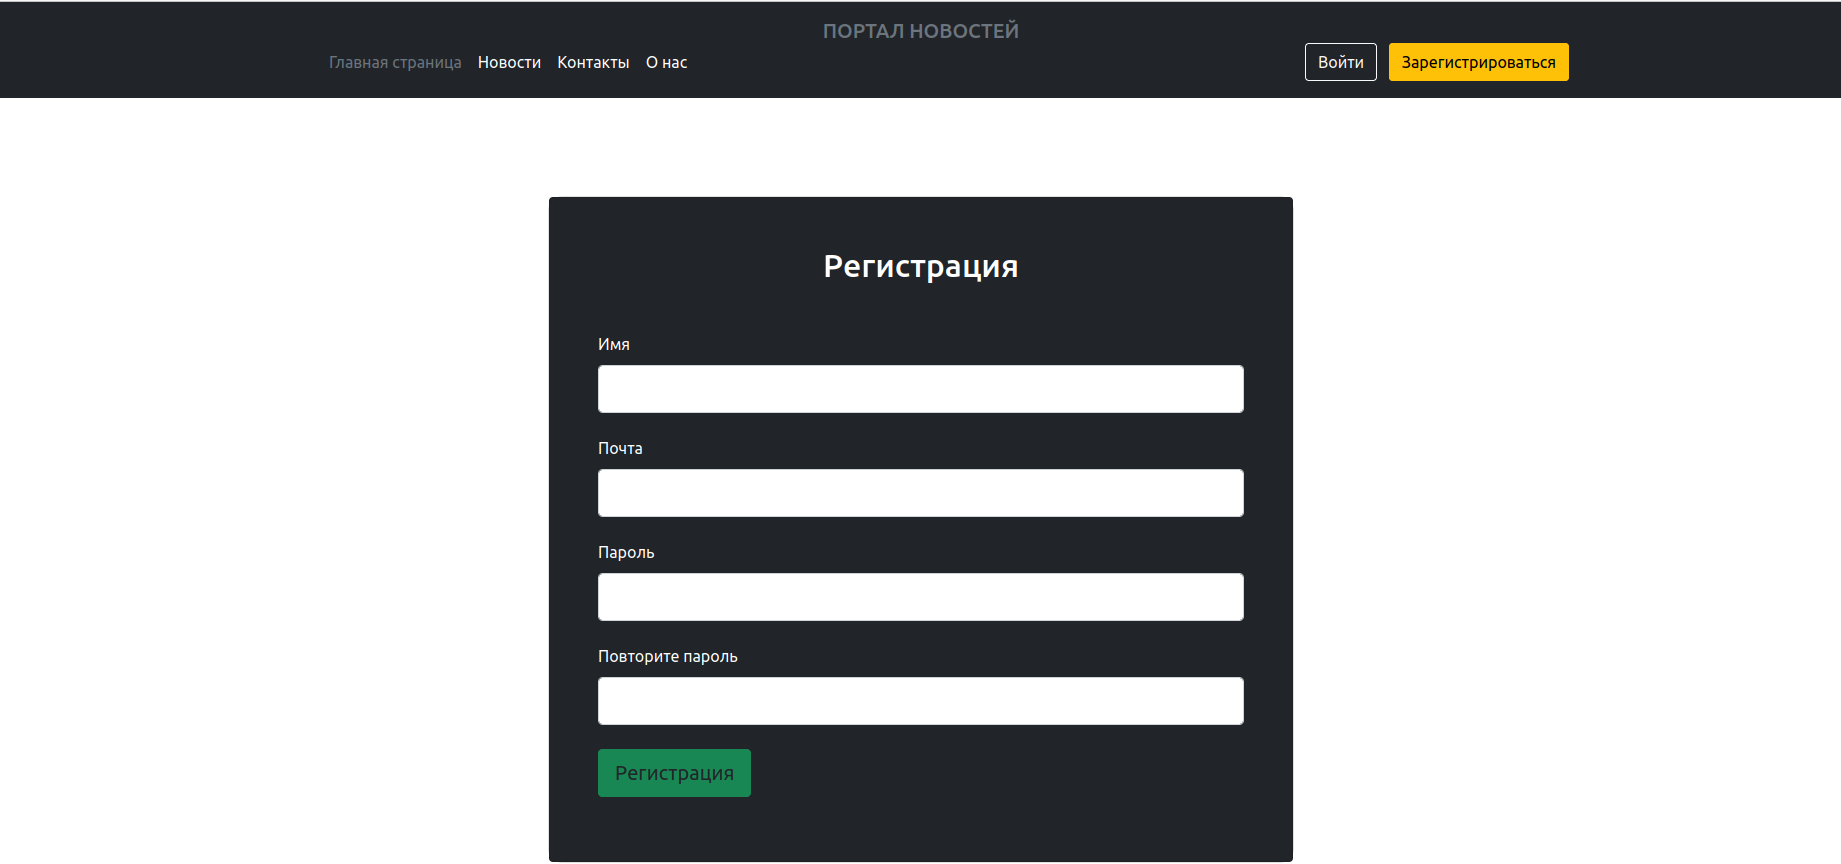 ПОРТАЛ НОВОСТЕЙ
Главная страница Новости Контакты О нас Войти Зарегистрироваться
Регистрация
Имя
Почта
Пароль
Повторите пароль
Регистрация